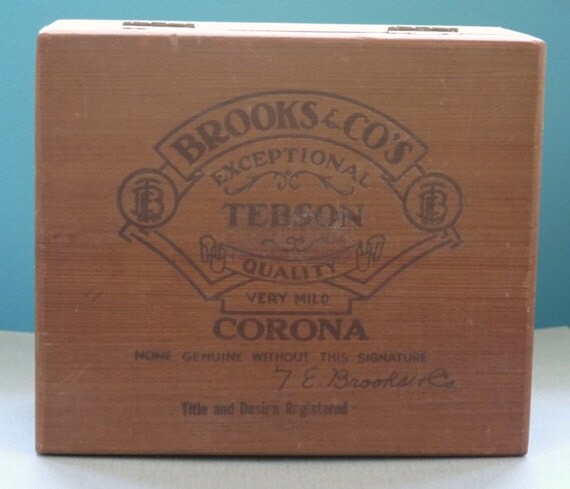 BROOKS & CO'S
EXCEPTIONAL
TEBSON
QUALITY
VERY MILD
CORONA
NONE GENUINE WITHOUT THIS SIGNATURE
T. E. Brooks & Co.
Title and Design Registered